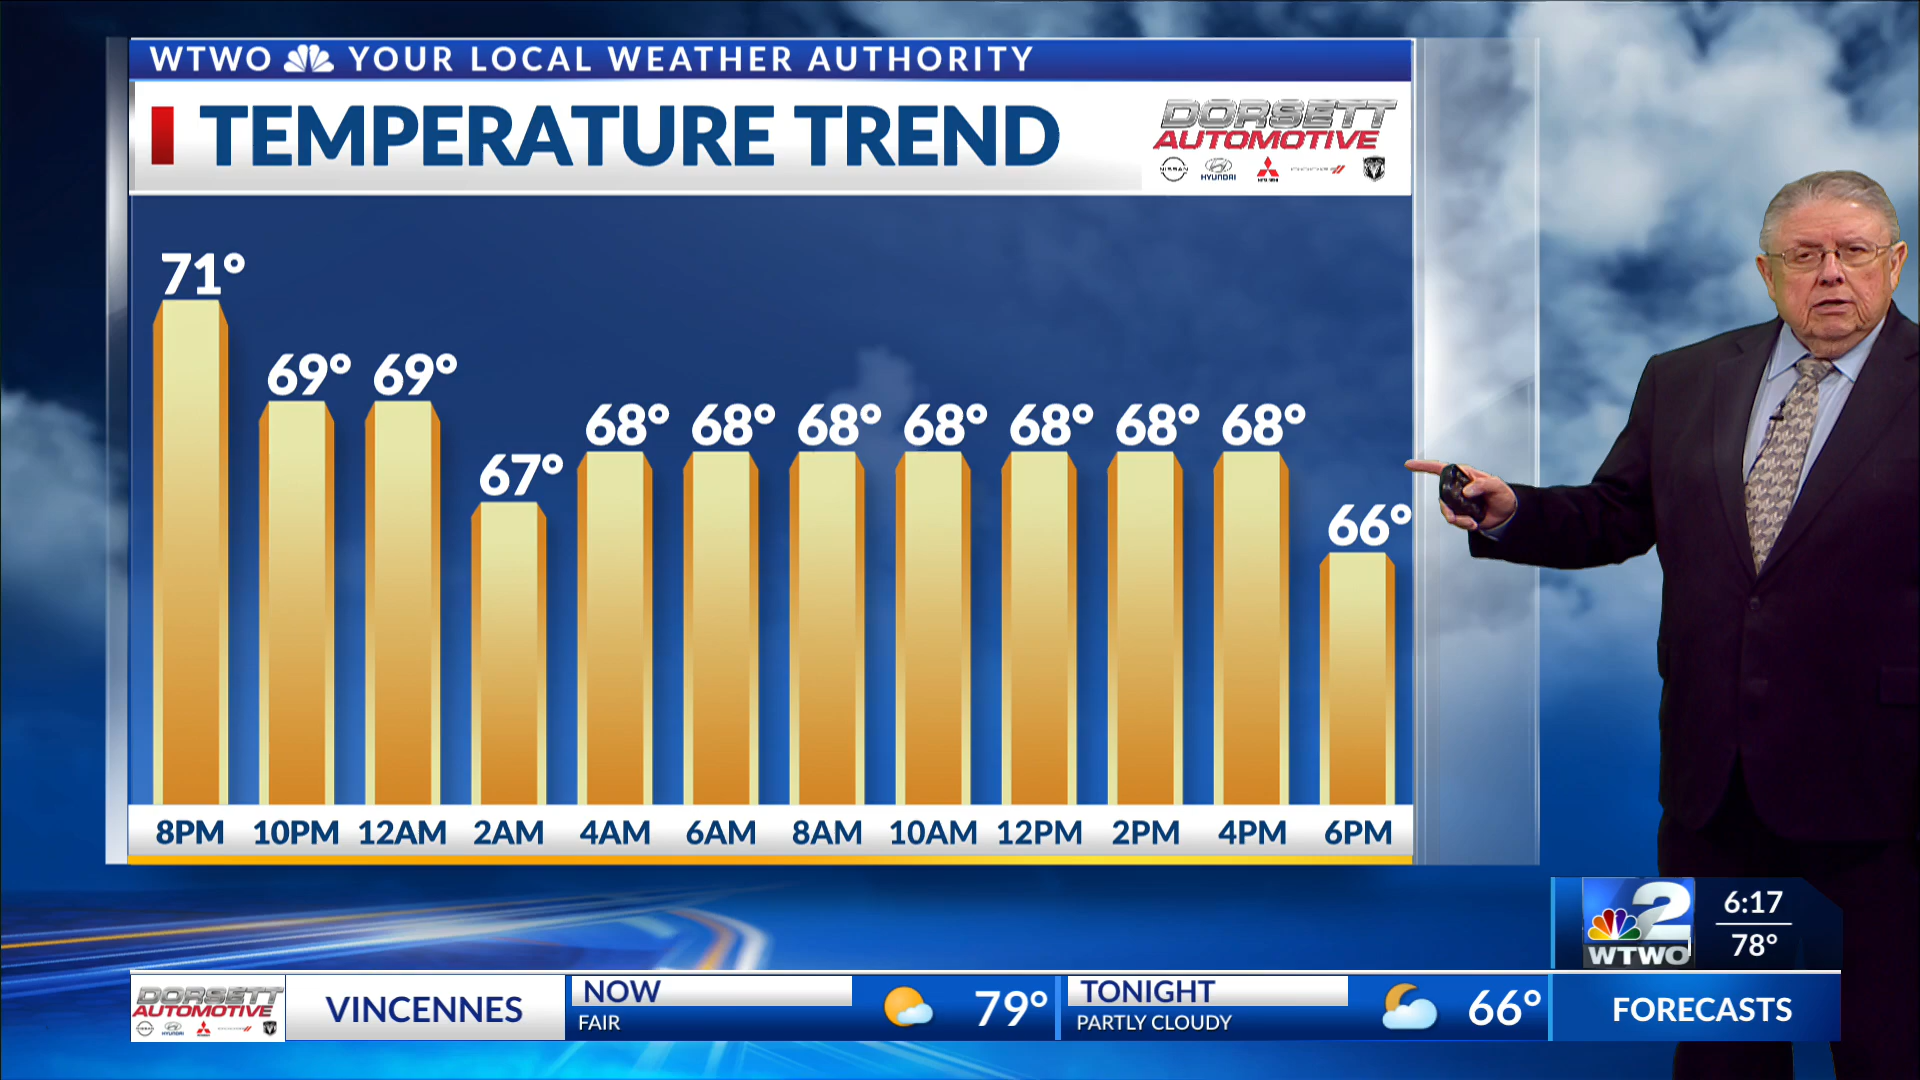 WTWO YOUR LOCAL WEATHER AUTHORITY
TEMPERATURE TREND
DORSETT
AUTOMOTIVE
NISSAN HYUNDAI DODGE
71°
69° 69°
67°
68° 68° 68° 68° 68° 68° 68°
66°
8PM 10PM 12AM 2AM 4AM 6AM 8AM 10AM 12PM 2PM 4PM 6PM
2
WTWO
6:17
78°
DORSETT
AUTOMOTIVE
VINCENNES
NOW
FAIR
79°
TONIGHT
PARTLY CLOUDY
66°
FORECASTS